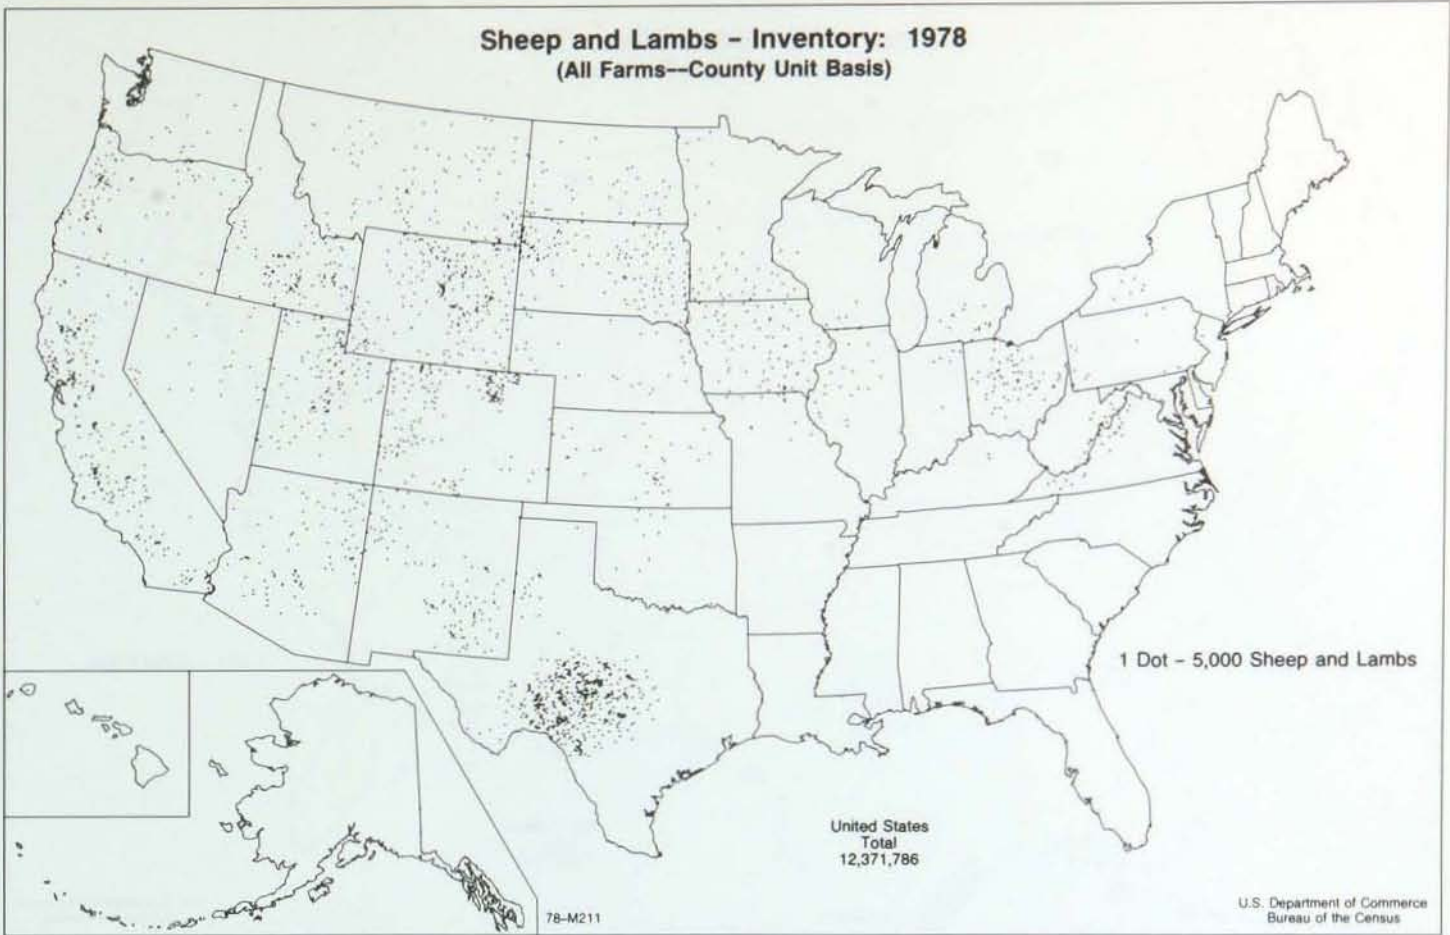 Sheep and Lambs - Inventory: 1978
(All Farms--County Unit Basis)
1 Dot - 5,000 Sheep and Lambs
United States
Total
12,371,786
78-M211
U.S. Department of Commerce
Bureau of the Census